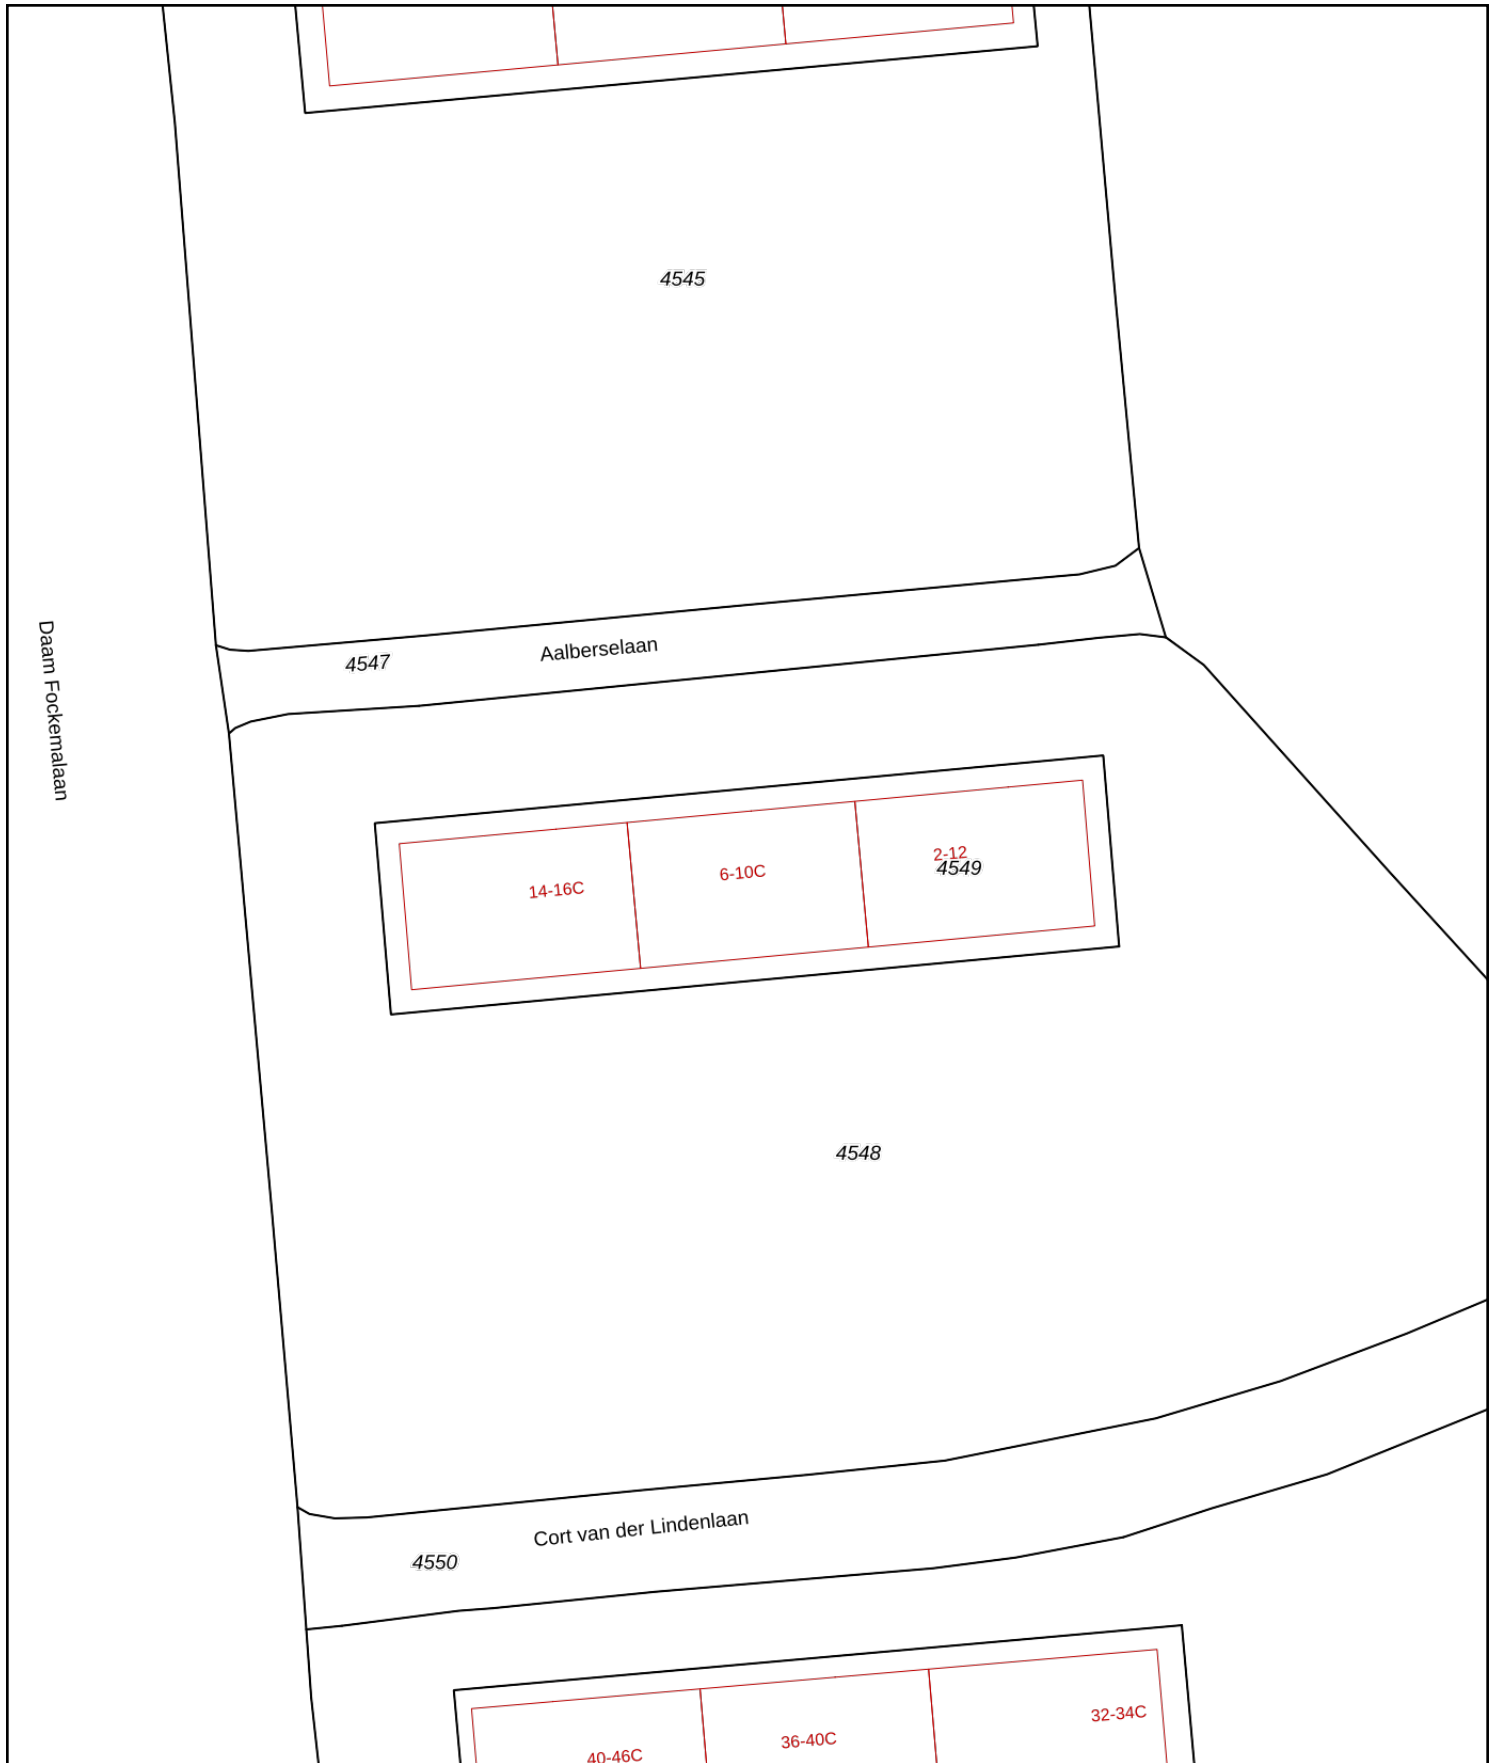 4545
Aalberselaan
4547
Daam Fockemalaan
2-12
4549
6-10C
14-16C
4548
Cort van der Lindenlaan
4550
32-34C
36-40C
40-46C